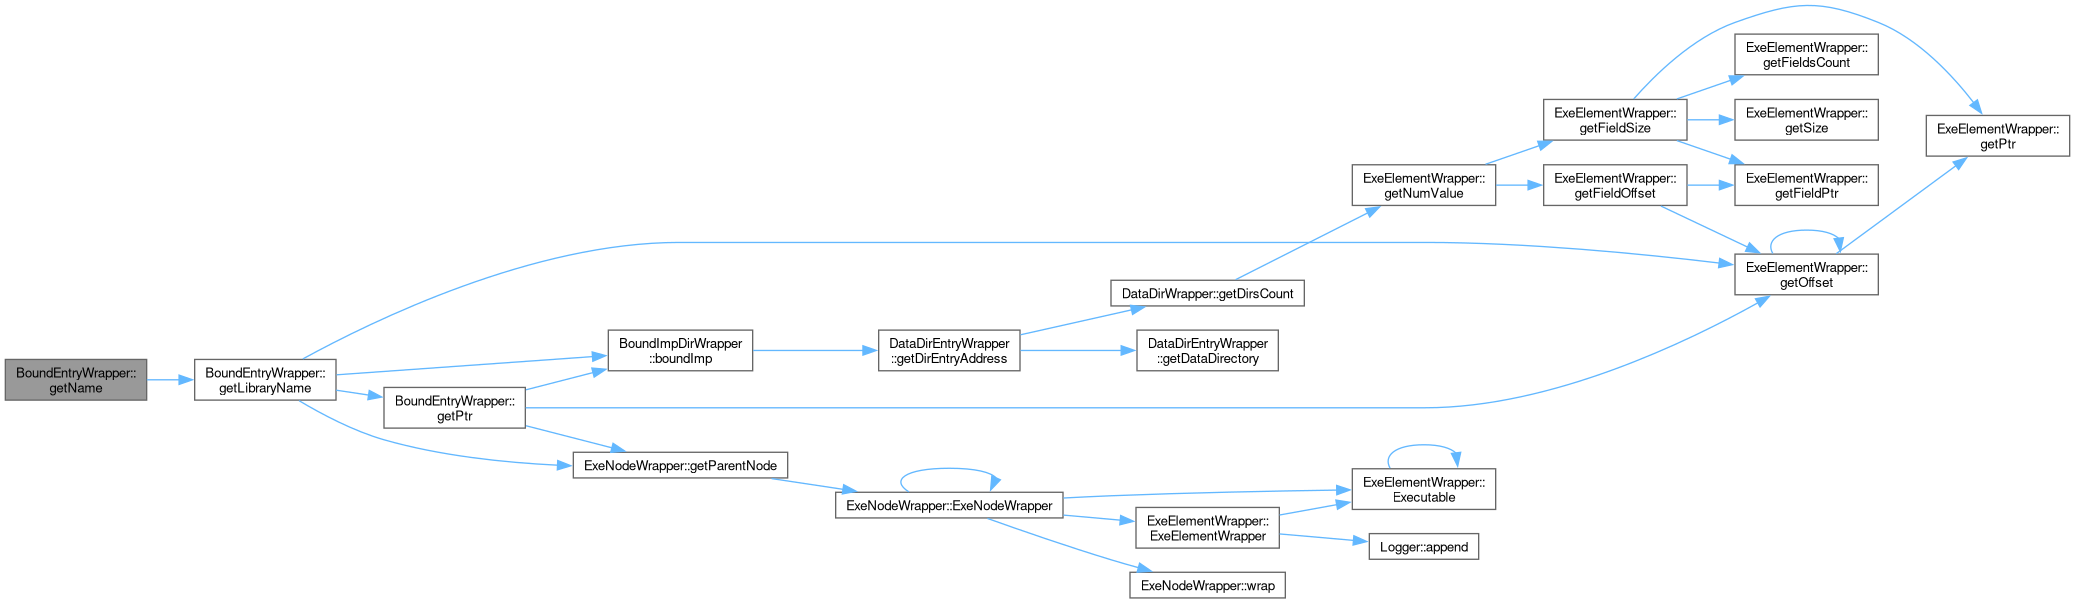 BoundEntryWrapper::
getName
BoundEntryWrapper::
getLibraryName
BoundImpDirWrapper
::boundImp
BoundEntryWrapper::
getPtr
ExeNodeWrapper::getParentNode
DataDirEntryWrapper
::getDirEntryAddress
ExeNodeWrapper::ExeNodeWrapper
DataDirWrapper::getDirsCount
DataDirEntryWrapper
::getDataDirectory
ExeElementWrapper::
ExeElementWrapper
ExeNodeWrapper::wrap
ExeElementWrapper::
getNumValue
ExeElementWrapper::
Executable
Logger::append
ExeElementWrapper::
getFieldSize
ExeElementWrapper::
getFieldOffset
ExeElementWrapper::
getFieldsCount
ExeElementWrapper::
getSize
ExeElementWrapper::
getFieldPtr
ExeElementWrapper::
getOffset
ExeElementWrapper::
getPtr